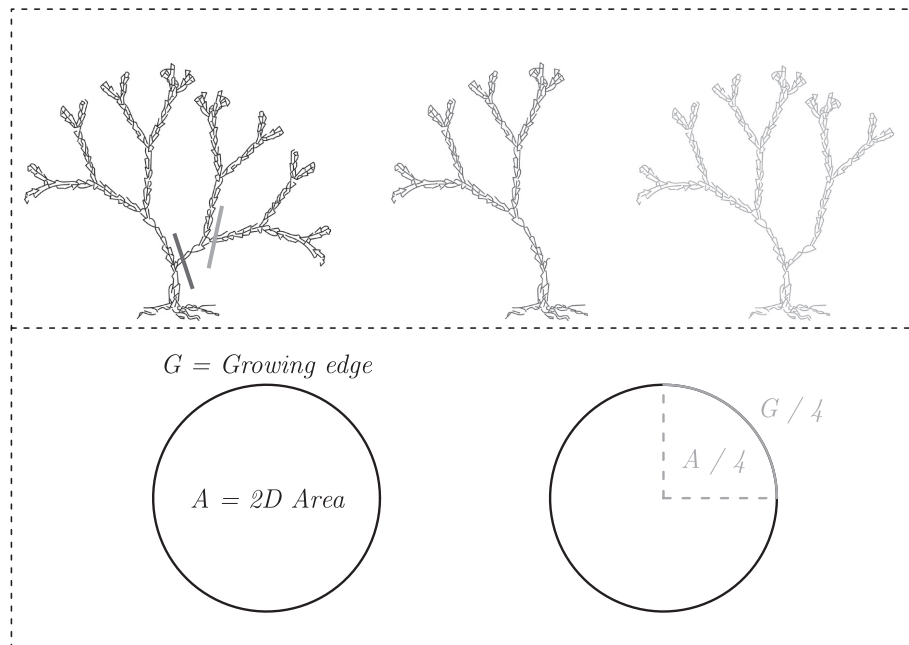 G = Growing edge
G / 4
A / 4
A = 2D Area